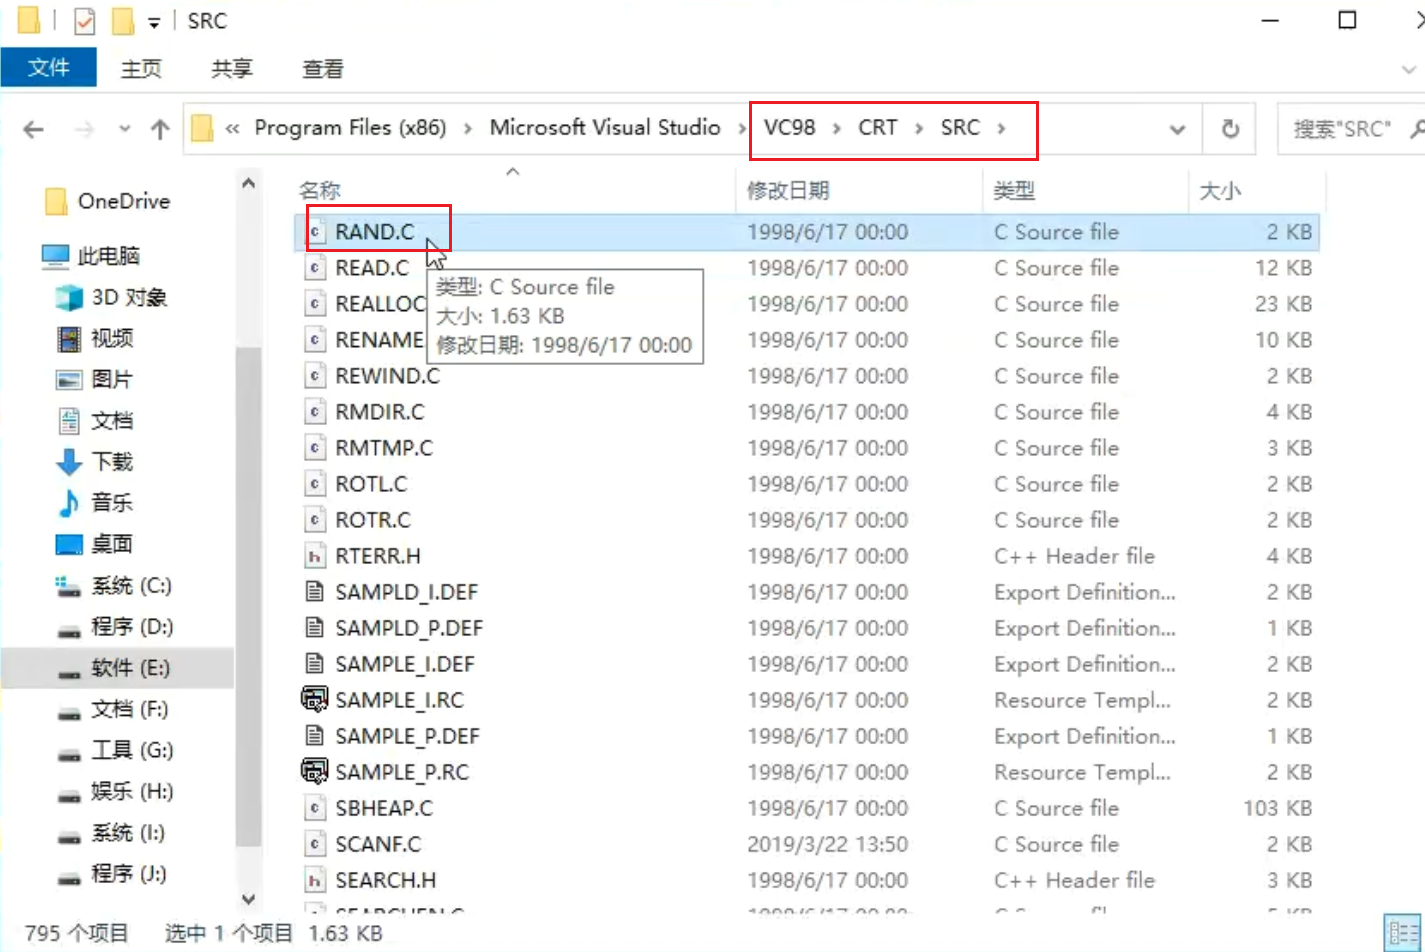 SRC
文件 主页 共享 查看
« Program Files (x86) › Microsoft Visual Studio › VC98 › CRT › SRC ›
搜索"SRC"
OneDrive
此电脑
3D 对象
视频
图片
文档
下载
音乐
桌面
系统 (C:)
程序 (D:)
软件 (E:)
文档 (F:)
工具 (G:)
娱乐 (H:)
系统 (I:)
程序 (J:)
名称 修改日期 类型 大小
RAND.C 1998/6/17 00:00 C Source file 2 KB
READ.C 1998/6/17 00:00 C Source file 12 KB
REALLOC 1998/6/17 00:00 C Source file 23 KB
RENAME 1998/6/17 00:00 C Source file 10 KB
类型: C Source file
大小: 1.63 KB
修改日期: 1998/6/17 00:00
REWIND.C 1998/6/17 00:00 C Source file 2 KB
RMDIR.C 1998/6/17 00:00 C Source file 4 KB
RMTMP.C 1998/6/17 00:00 C Source file 3 KB
ROTL.C 1998/6/17 00:00 C Source file 2 KB
ROTR.C 1998/6/17 00:00 C Source file 2 KB
RTERR.H 1998/6/17 00:00 C++ Header file 4 KB
SAMPLD_I.DEF 1998/6/17 00:00 Export Definition... 2 KB
SAMPLD_P.DEF 1998/6/17 00:00 Export Definition... 1 KB
SAMPLE_I.DEF 1998/6/17 00:00 Export Definition... 2 KB
SAMPLE_I.RC 1998/6/17 00:00 Resource Templ... 2 KB
SAMPLE_P.DEF 1998/6/17 00:00 Export Definition... 1 KB
SAMPLE_P.RC 1998/6/17 00:00 Resource Templ... 2 KB
SBHEAP.C 1998/6/17 00:00 C Source file 103 KB
SCANF.C 2019/3/22 13:50 C Source file 2 KB
SEARCH.H 1998/6/17 00:00 C++ Header file 3 KB
795 个项目 选中 1 个项目 1.63 KB